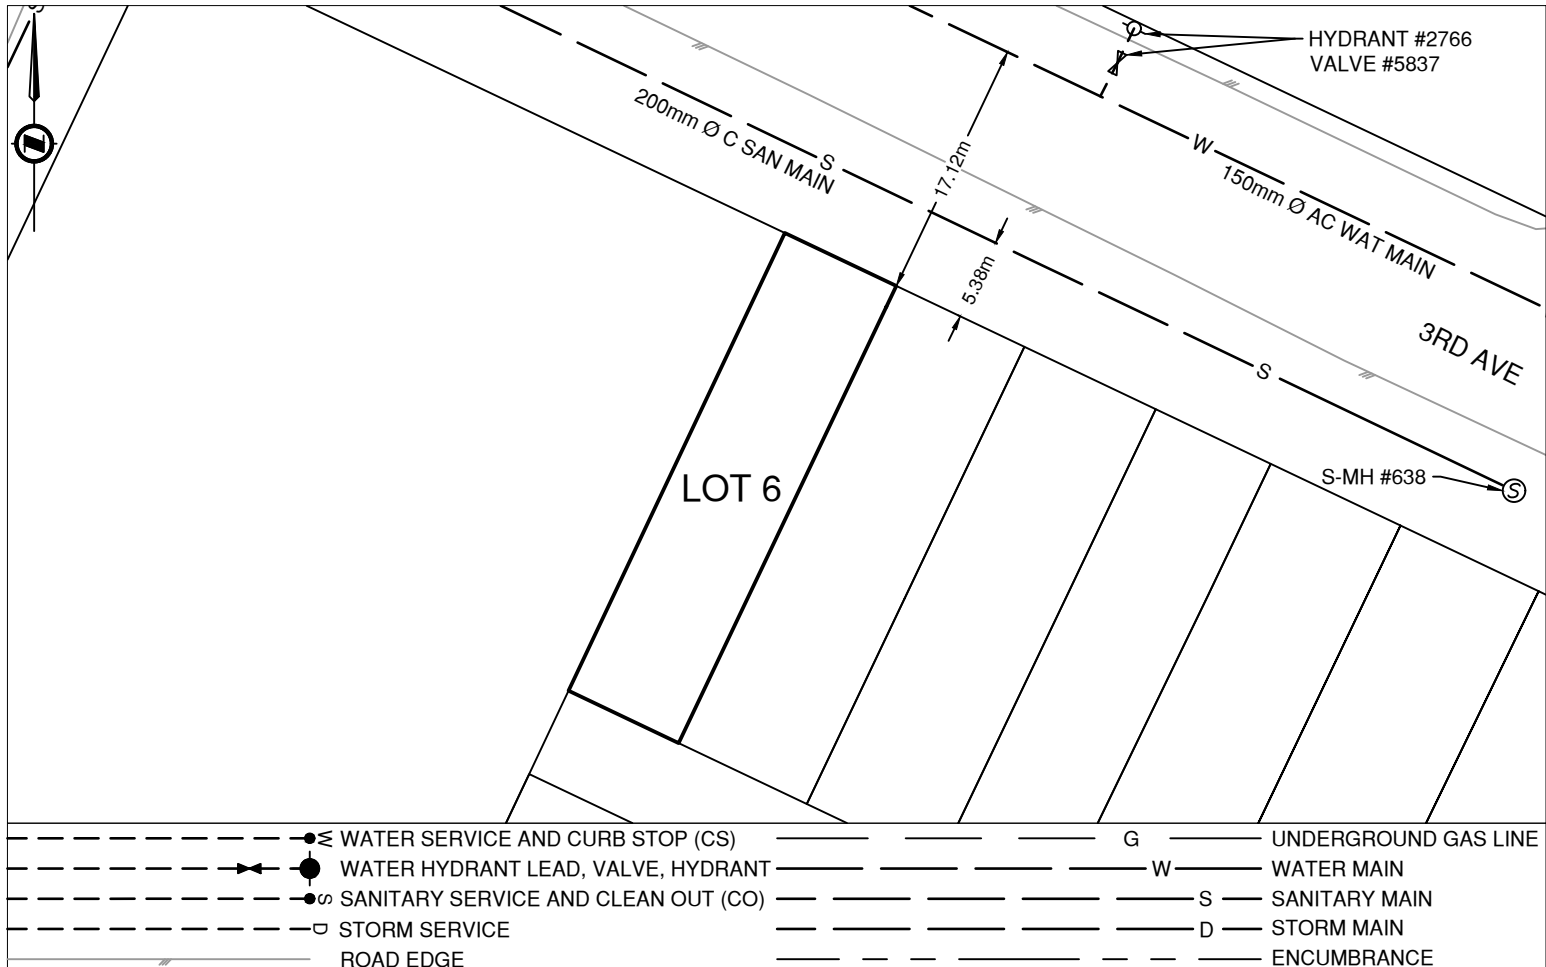 S
HYDRANT #2766
VALVE #5837
200mm Ø C SAN MAIN
S
17.12m
W
150mm Ø AC WAT MAIN
5.38m
3RD AVE
S
S-MH #638
S
LOT 6
W WATER SERVICE AND CURB STOP (CS)
G UNDERGROUND GAS LINE
WATER HYDRANT LEAD, VALVE, HYDRANT
W WATER MAIN
S SANITARY SERVICE AND CLEAN OUT (CO)
S SANITARY MAIN
D STORM SERVICE
D STORM MAIN
ROAD EDGE
ENCUMBRANCE